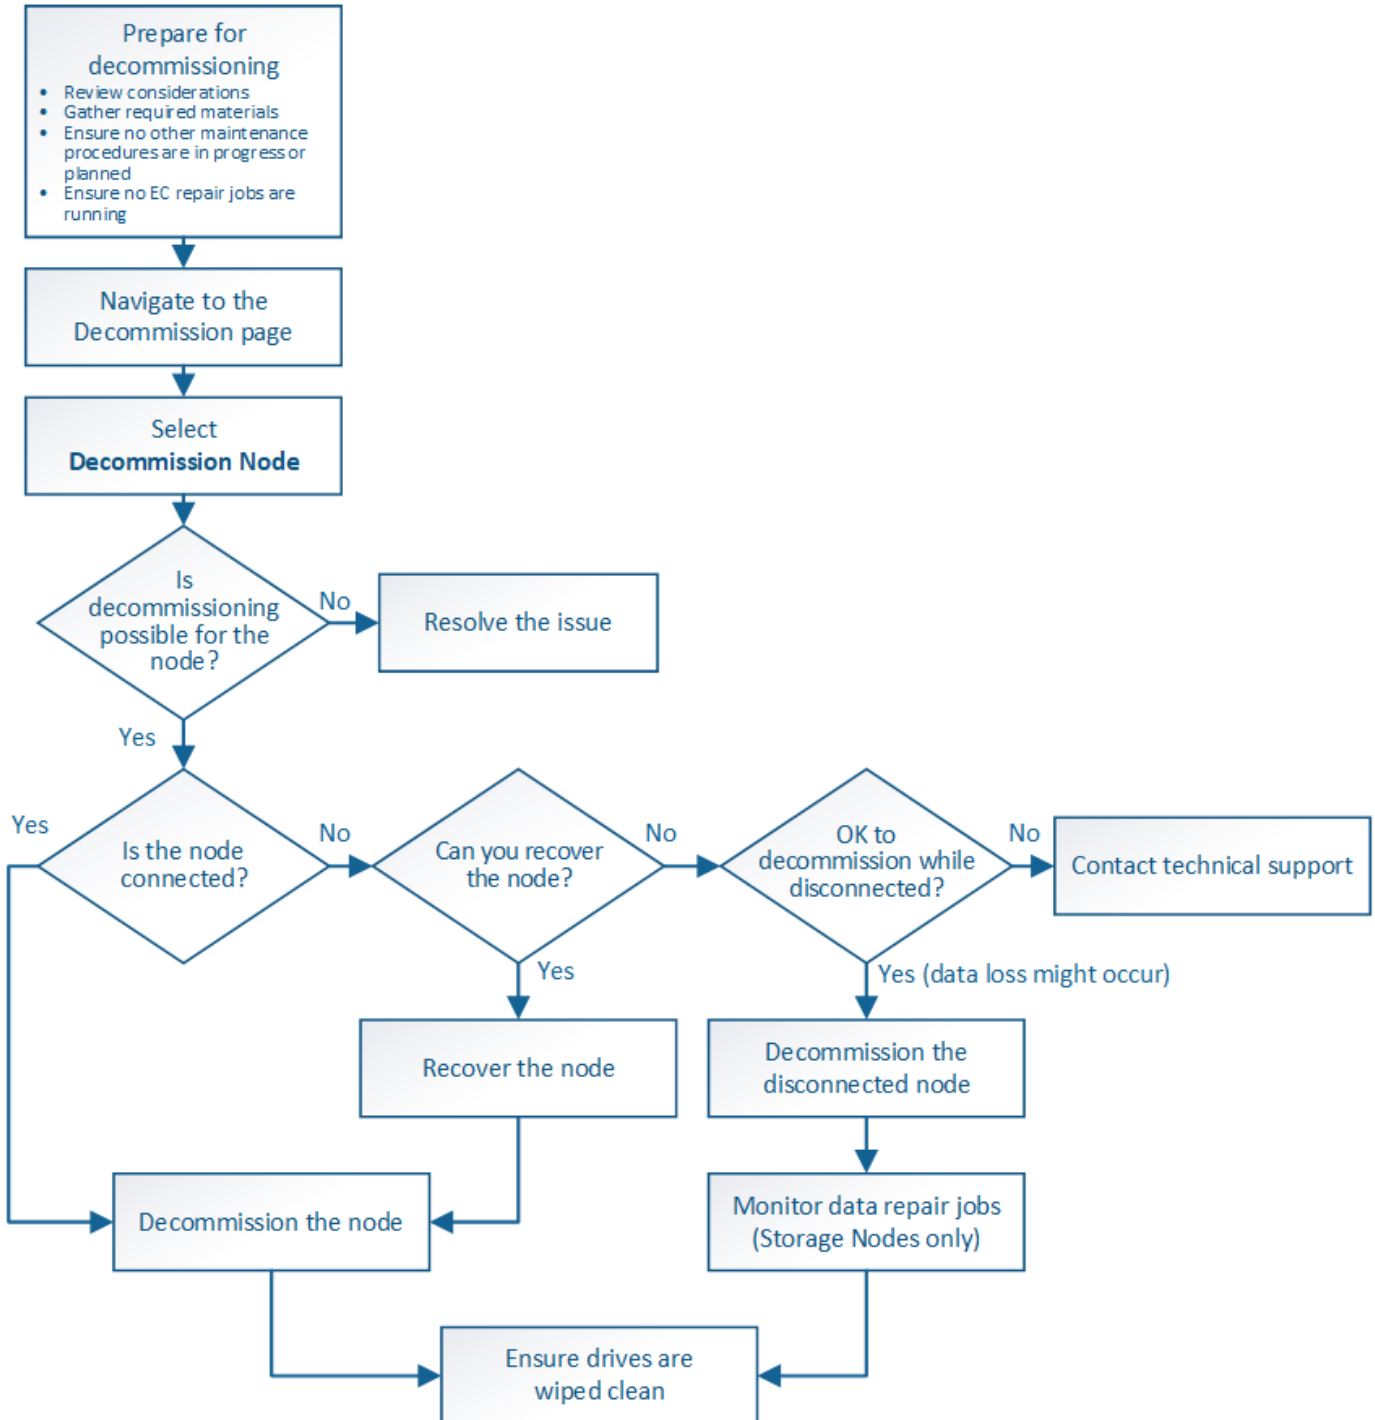 Prepare for
decommissioning
• Review considerations
• Gather required materials
• Ensure no other maintenance
procedures are in progress or
planned
• Ensure no EC repair jobs are
running
Navigate to the
Decommission page
Select
Decommission Node
Is
decommissioning
possible for the
node?
No
Resolve the issue
Yes
Yes
Is the node
connected?
No
Can you recover
the node?
No
OK to
decommission while
disconnected?
No
Contact technical support
Yes
Yes (data loss might occur)
Recover the node
Decommission the
disconnected node
Decommission the node
Monitor data repair jobs
(Storage Nodes only)
Ensure drives are
wiped clean